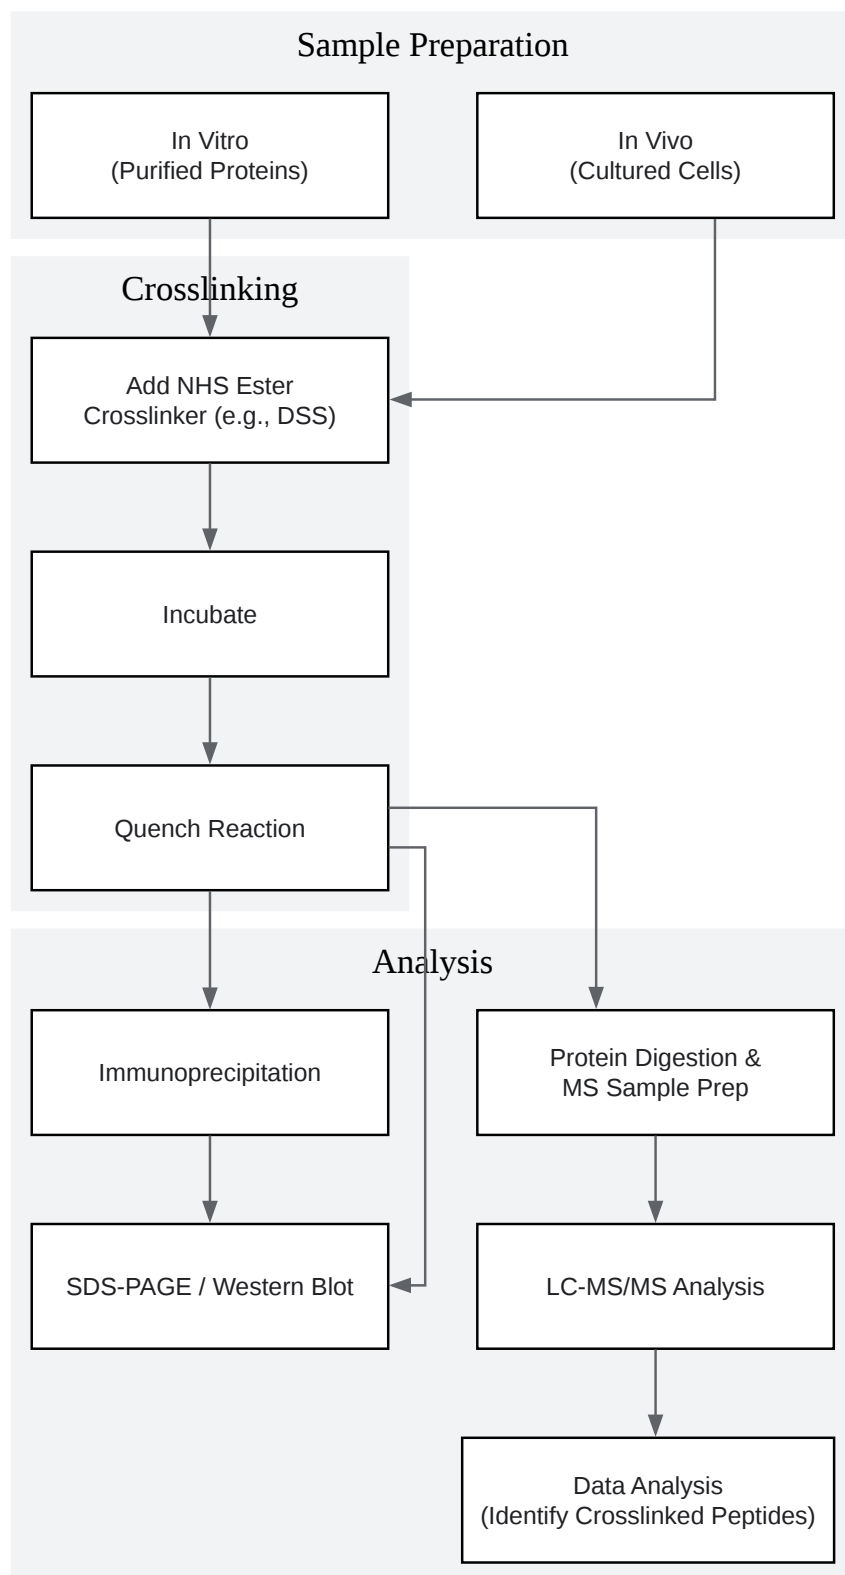 Sample Preparation
In Vitro
(Purified Proteins)
In Vivo
(Cultured Cells)
Crosslinking
Add NHS Ester
Crosslinker (e.g., DSS)
Incubate
Quench Reaction
Analysis
Immunoprecipitation
Protein Digestion &
MS Sample Prep
SDS-PAGE / Western Blot
LC-MS/MS Analysis
Data Analysis
(Identify Crosslinked Peptides)